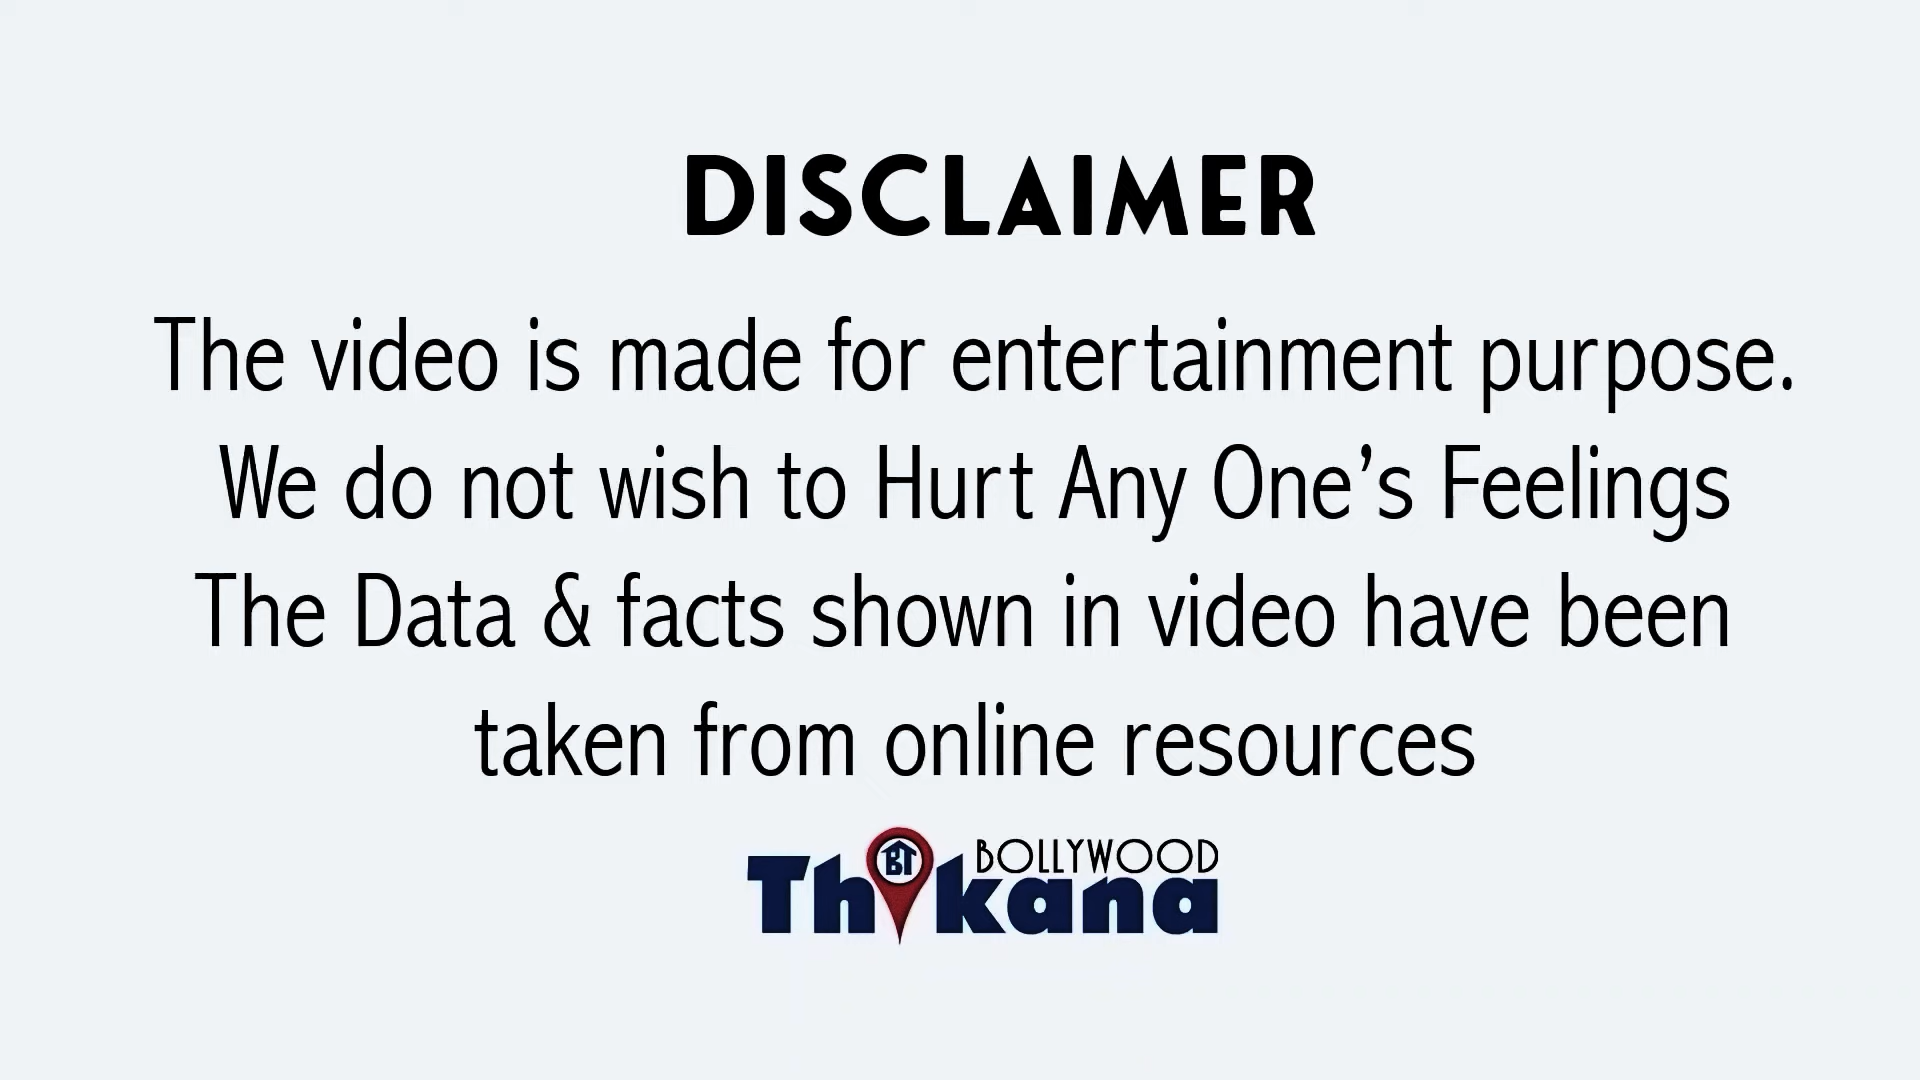 DISCLAIMER
The video is made for entertainment purpose.
We do not wish to Hurt Any One’s Feelings
The Data & facts shown in video have been
taken from online resources
BOLLYWOOD
BT
Thikana